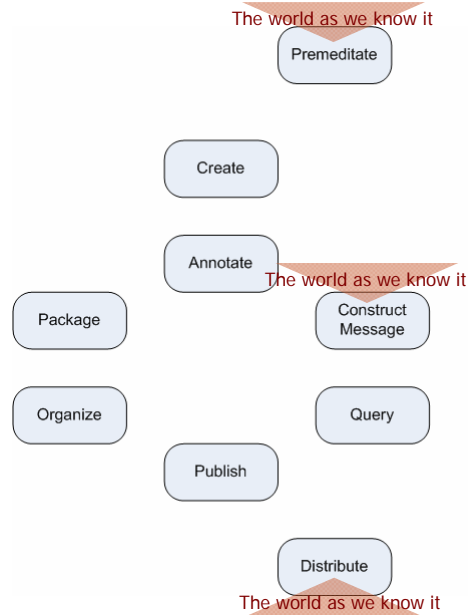 The world as we know it
Premeditate
Create
Annotate
The world as we know it
Package
Construct
Message
Organize
Query
Publish
Distribute
The world as we know it